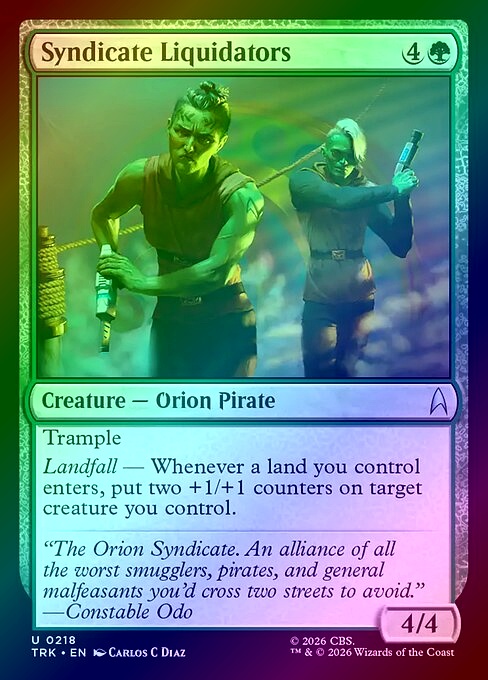 Syndicate Liquidators 4
Creature — Orion Pirate
Trample
Landfall — Whenever a land you control
enters, put two +1/+1 counters on target
creature you control.
“The Orion Syndicate. An alliance of all
the worst smugglers, pirates, and general
malfeasants you’d cross two streets to avoid.”
—Constable Odo
4/4
U 0218
TRK • EN Carlos C Diaz
© 2026 CBS.
™ & © 2026 Wizards of the Coast